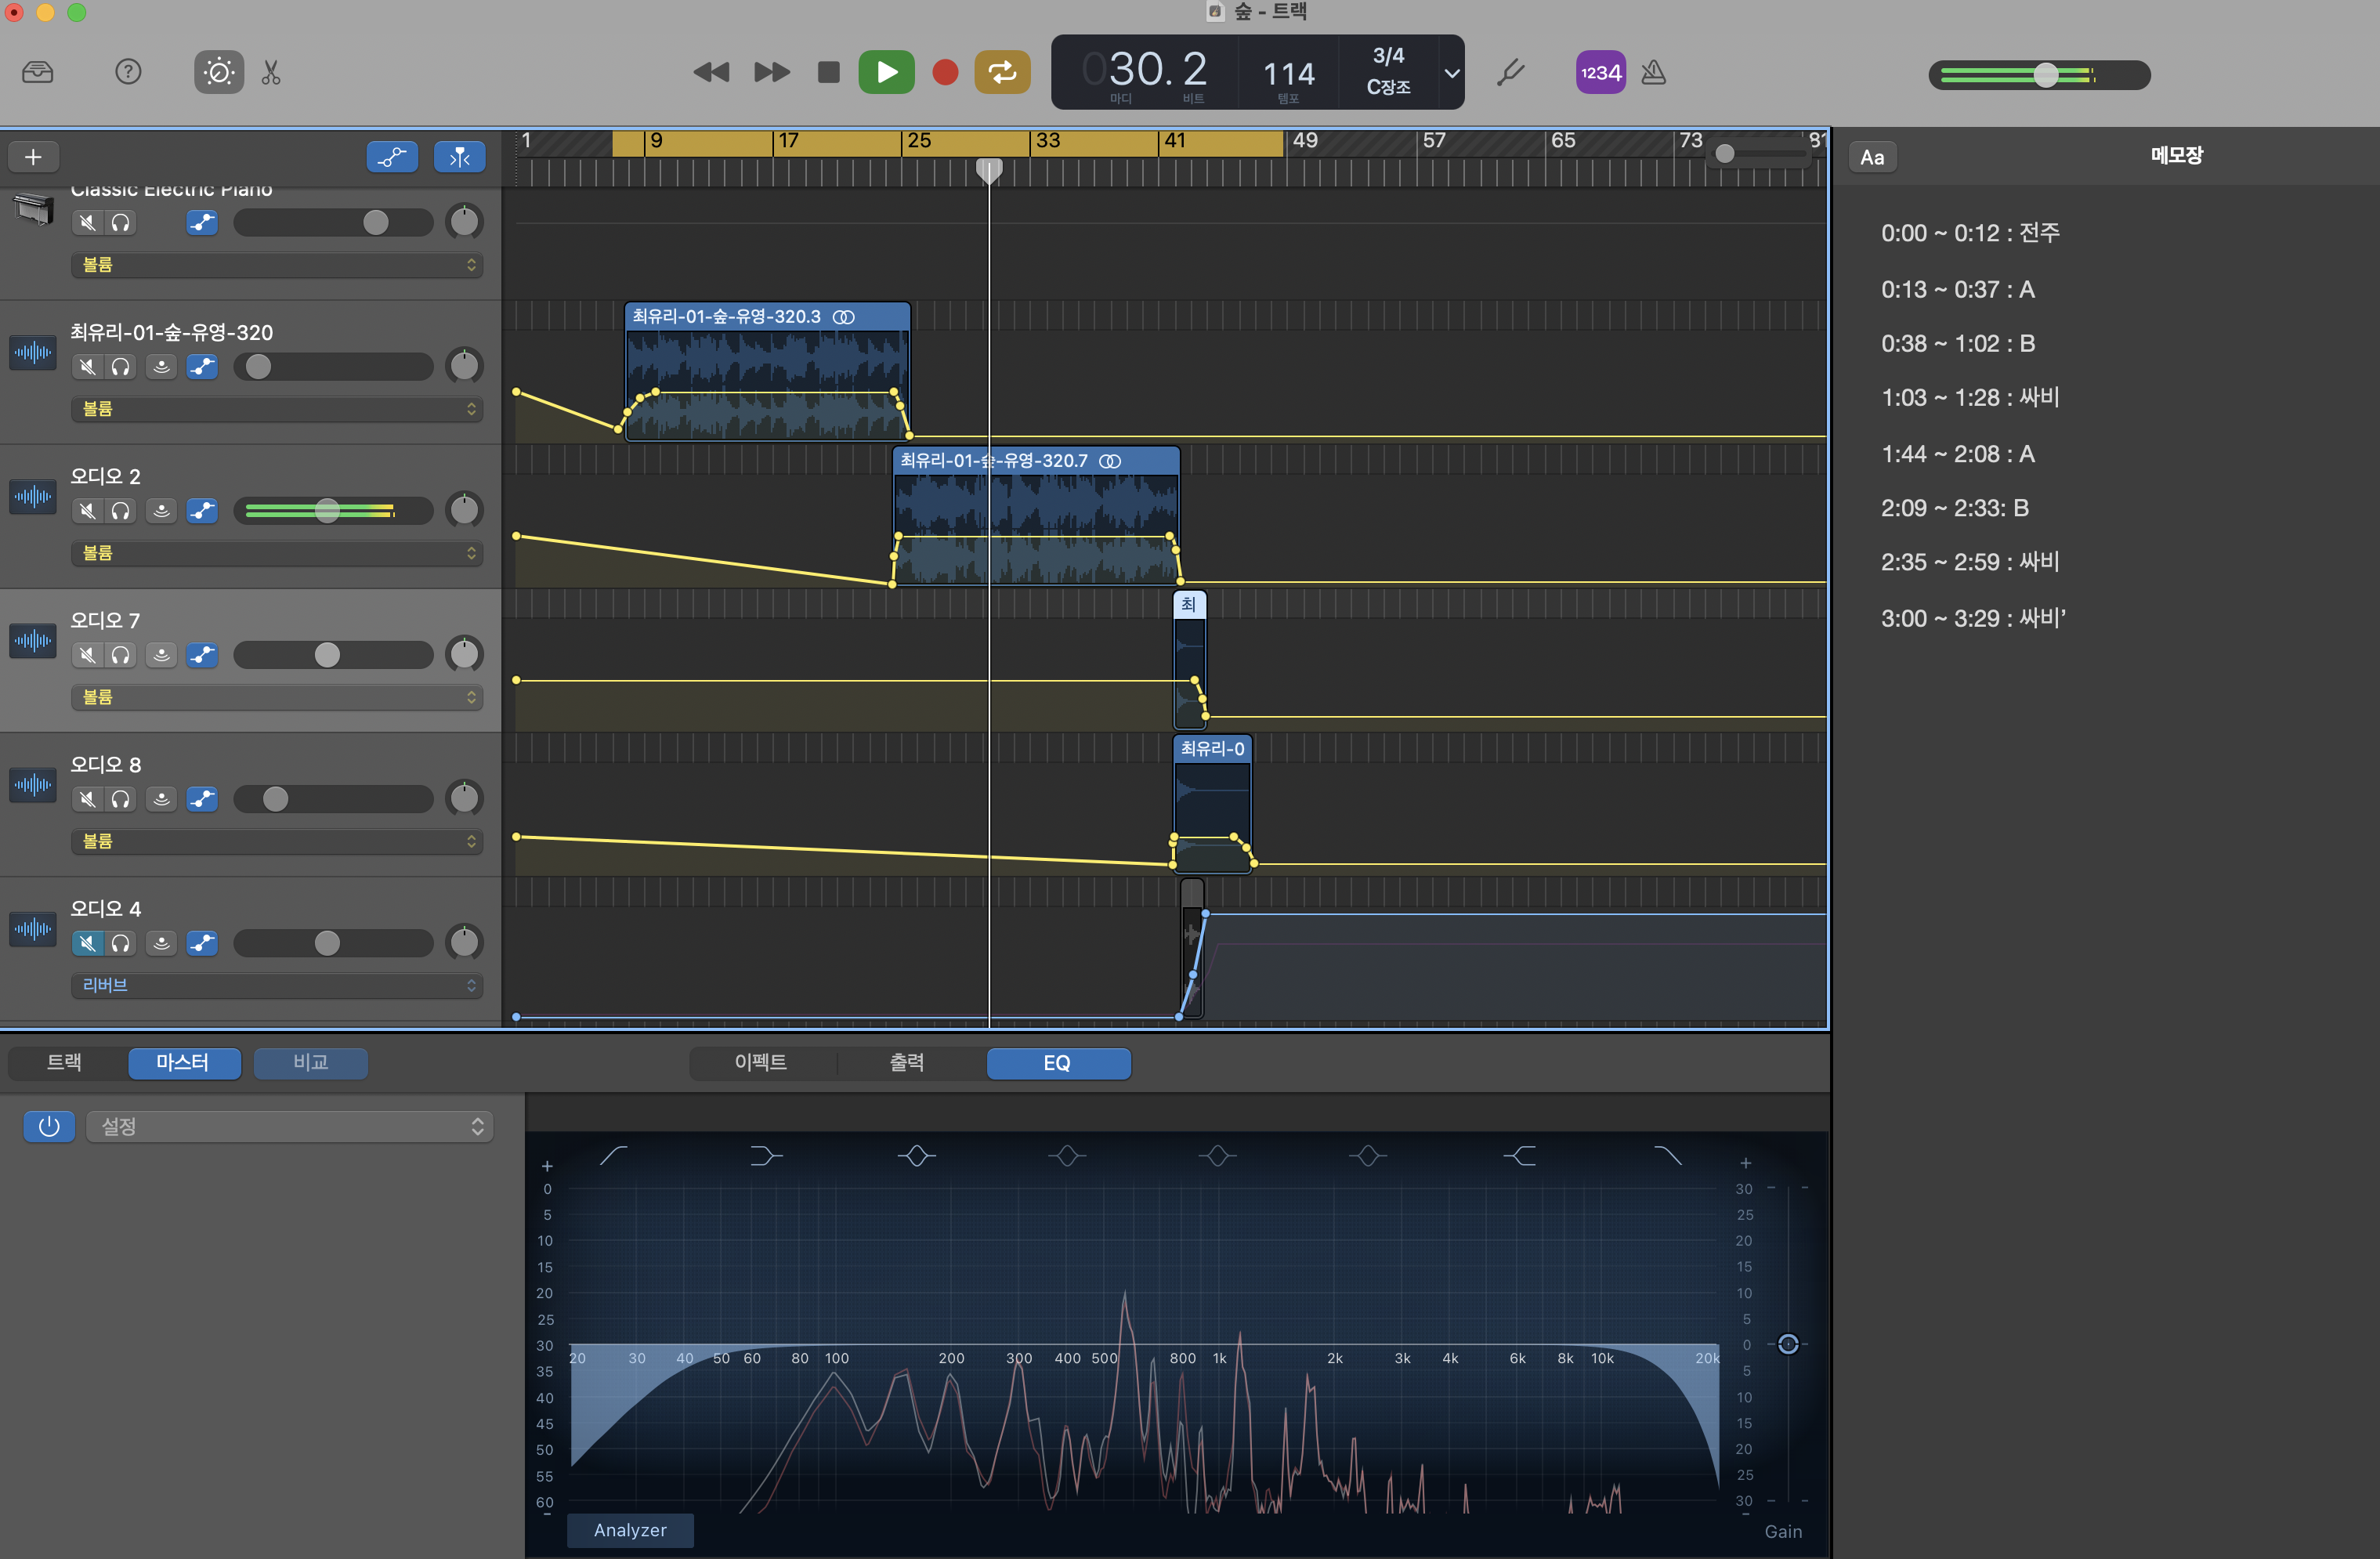 숲 - 트랙
030. 2
마디 비트
114
템포
3/4
C장조
1234
1 9 17 25 33 41 49 57 65 73 81
Aa
메모장
Classic Electric Piano
볼륨
최유리-01-숲-유영-320
볼륨
최유리-01-숲-유영-320.3
오디오 2
볼륨
최유리-01-숲-유영-320.7
오디오 7
볼륨
최
오디오 8
볼륨
최유리-0
오디오 4
리버브
0:00 ~ 0:12 : 전주
0:13 ~ 0:37 : A
0:38 ~ 1:02 : B
1:03 ~ 1:28 : 싸비
1:44 ~ 2:08 : A
2:09 ~ 2:33: B
2:35 ~ 2:59 : 싸비
3:00 ~ 3:29 : 싸비’
트랙 마스터 비교 이펙트 출력 EQ
설정
+ +
0 30
5 25
10 20
15 15
20 10
25 5
30 0
20 30 40 50 60 80 100 200 300 400 500 800 1k 2k 3k 4k 6k 8k 10k 20k
35 5
40 10
45 15
50 20
55 25
60 30
- -
Analyzer
Gain